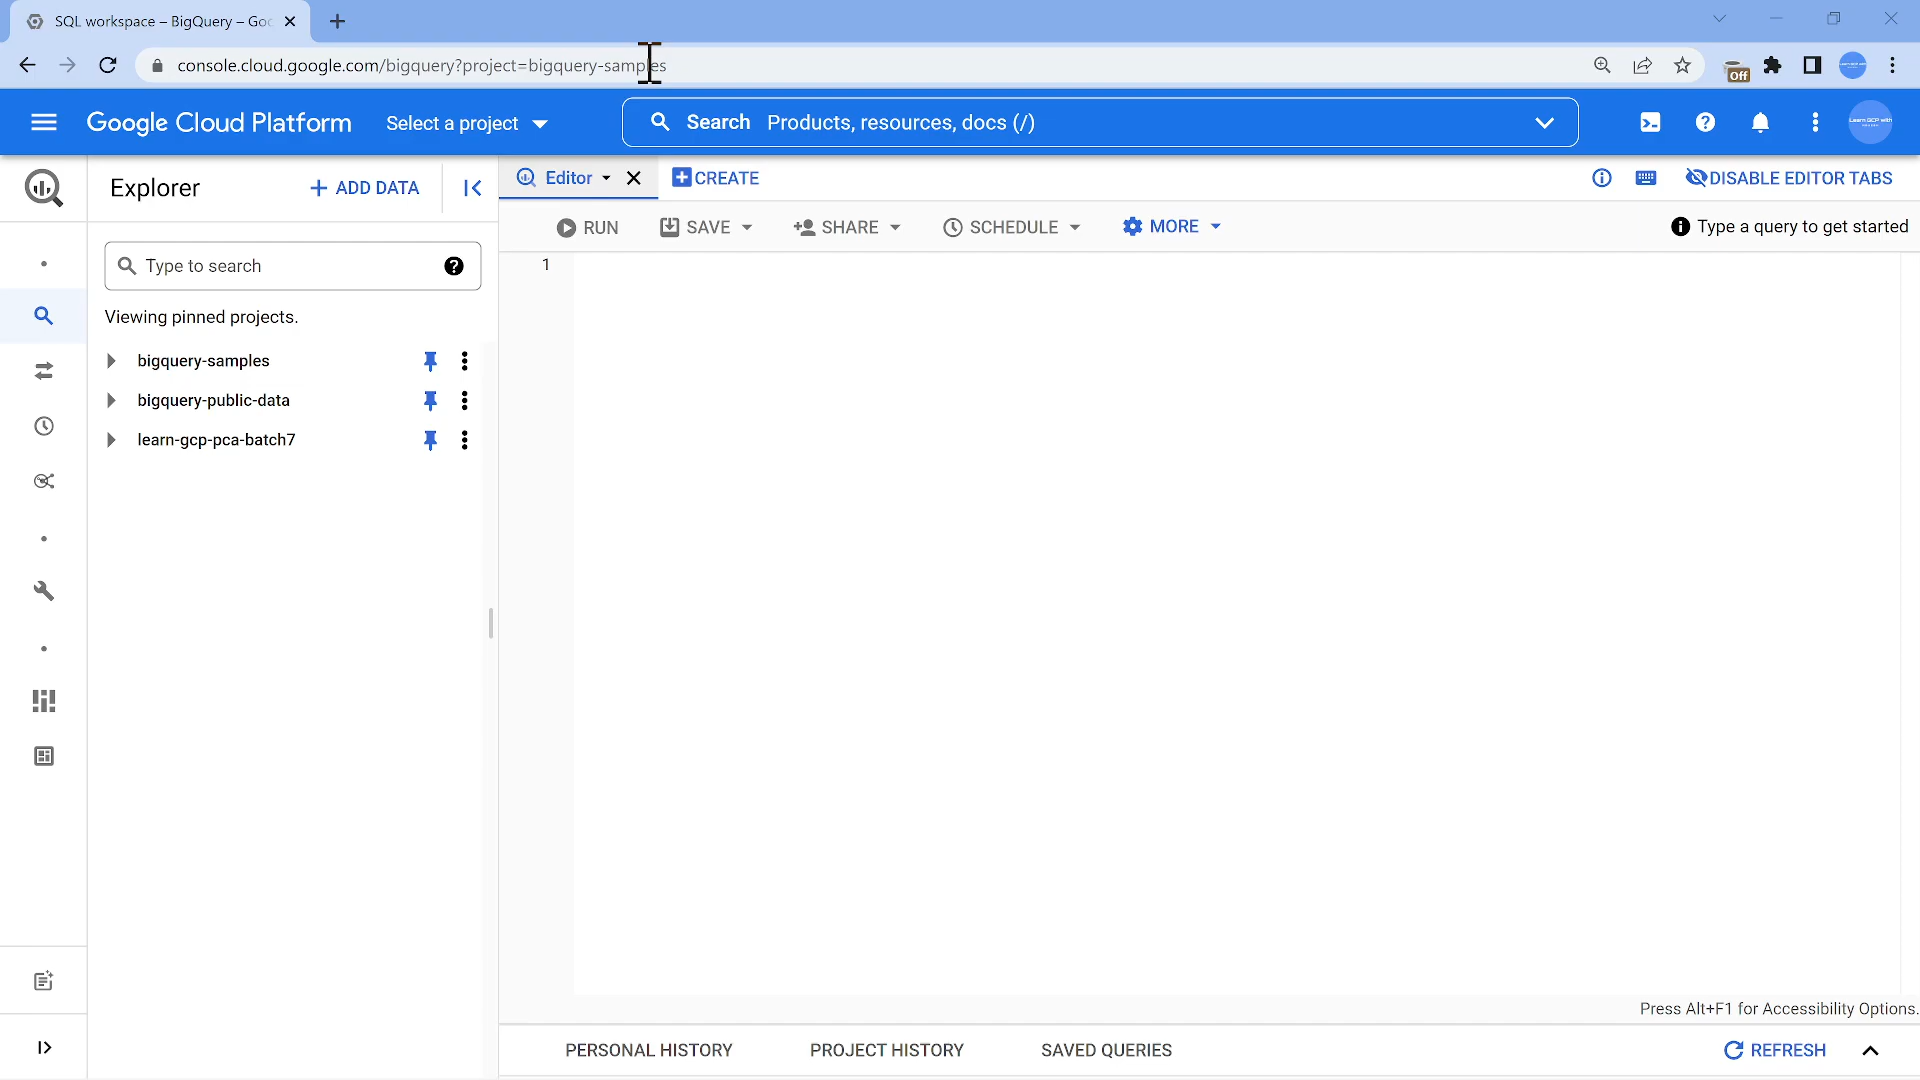 SQL workspace – BigQuery – Goo
console.cloud.google.com/bigquery?project=bigquery-samples
Off
Google Cloud Platform
Select a project
Search Products, resources, docs (/)
Explorer
ADD DATA
Editor
CREATE
DISABLE EDITOR TABS
RUN
SAVE
SHARE
SCHEDULE
MORE
Type a query to get started
Type to search
1
Viewing pinned projects.
bigquery-samples
bigquery-public-data
learn-gcp-pca-batch7
Press Alt+F1 for Accessibility Options.
PERSONAL HISTORY
PROJECT HISTORY
SAVED QUERIES
REFRESH